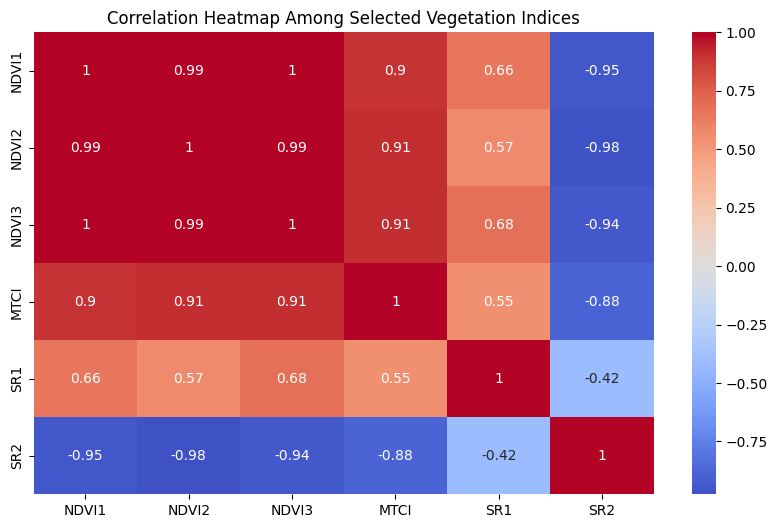 Correlation Heatmap Among Selected Vegetation Indices
NDVI1 1 0.99 1 0.9 0.66 -0.95
NDVI2 0.99 1 0.99 0.91 0.57 -0.98
NDVI3 1 0.99 1 0.91 0.68 -0.94
MTCI 0.9 0.91 0.91 1 0.55 -0.88
SR1 0.66 0.57 0.68 0.55 1 -0.42
SR2 -0.95 -0.98 -0.94 -0.88 -0.42 1
NDVI1 NDVI2 NDVI3 MTCI SR1 SR2
1.00
0.75
0.50
0.25
0.00
−0.25
−0.50
−0.75